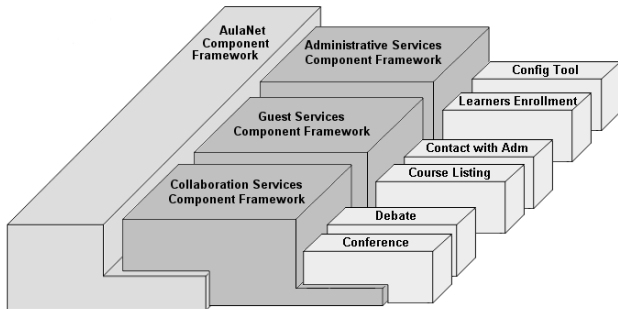 AulaNet
Component
Framework
Administrative Services
Component Framework
Config Tool
Learners Enrollment
Guest Services
Component Framework
Contact with Adm
Course Listing
Collaboration Services
Component Framework
Debate
Conference